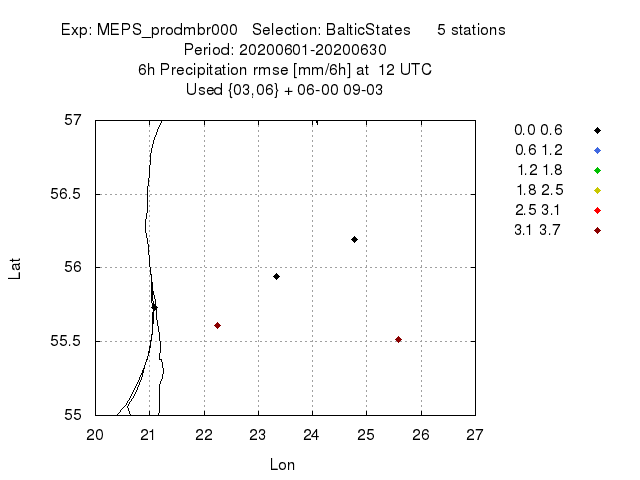 Exp: MEPS_prodmbr000 Selection: BalticStates 5 stations
Period: 20200601-20200630
6h Precipitation rmse [mm/6h] at 12 UTC
Used {03,06} + 06-00 09-03
57
56.5
56
55.5
55
Lat
20 21 22 23 24 25 26 27
Lon
0.0 0.6
0.6 1.2
1.2 1.8
1.8 2.5
2.5 3.1
3.1 3.7